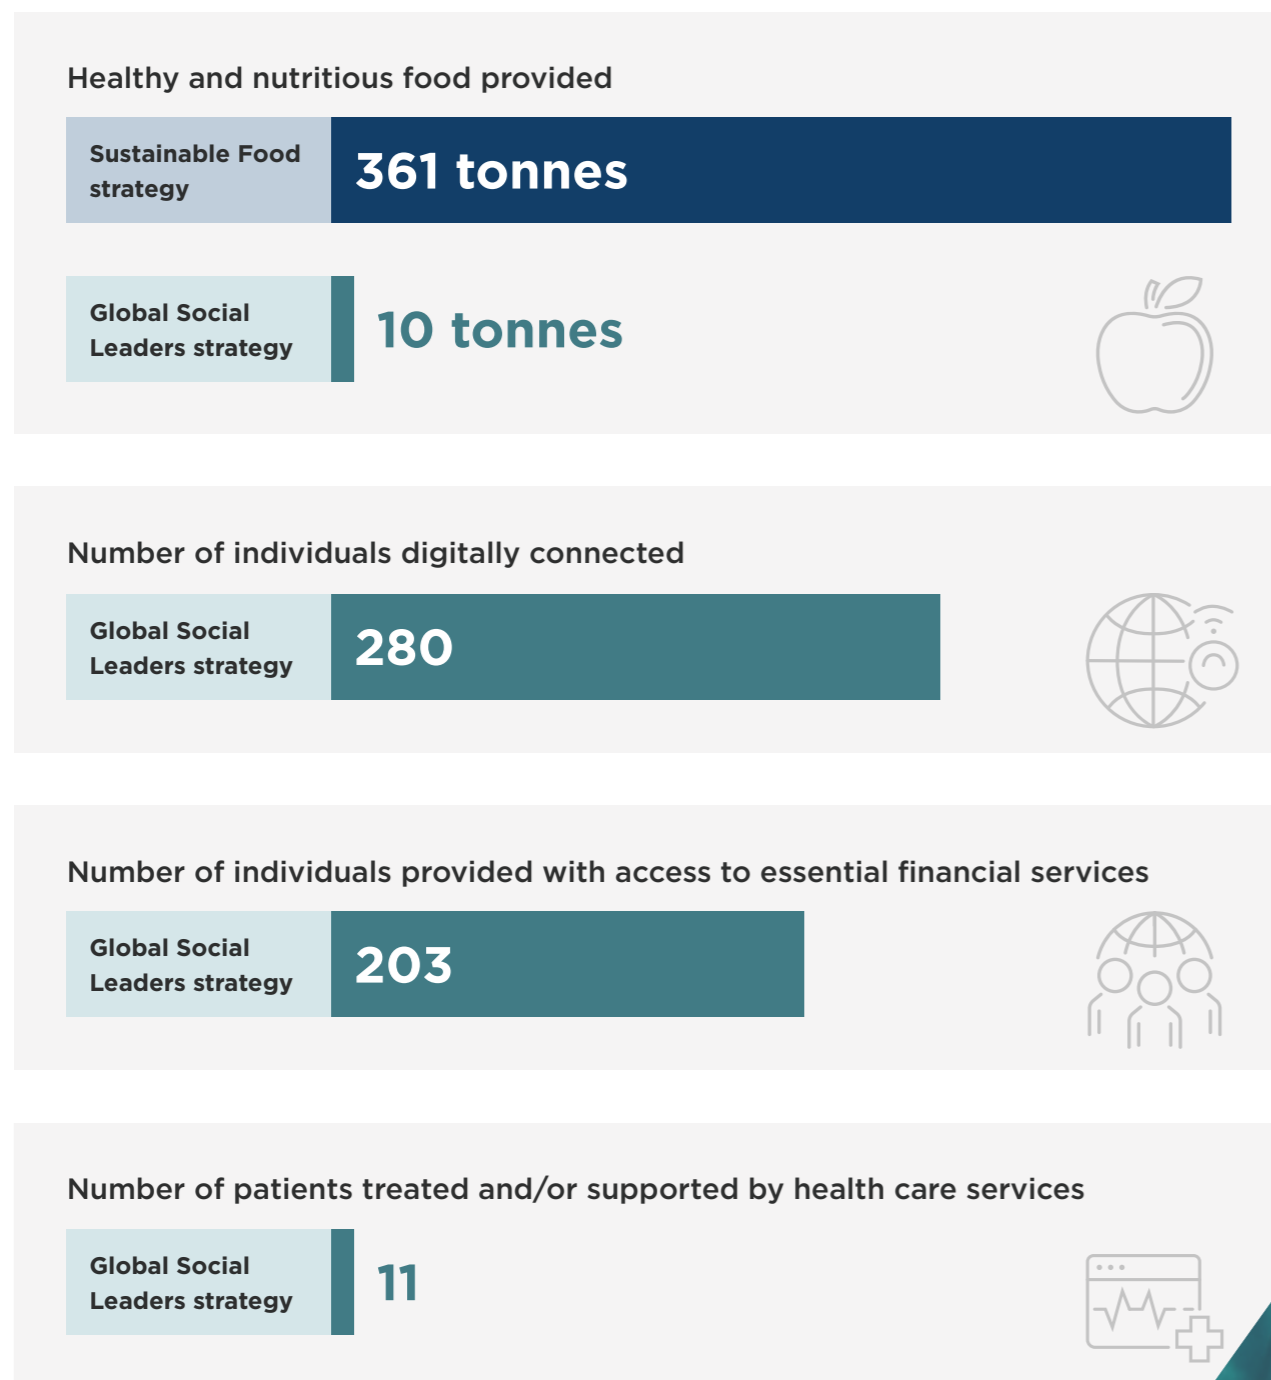 Healthy and nutritious food provided
Sustainable Food
strategy
361 tonnes
Global Social
Leaders strategy
10 tonnes
Number of individuals digitally connected
Global Social
Leaders strategy
280
Number of individuals provided with access to essential financial services
Global Social
Leaders strategy
203
Number of patients treated and/or supported by health care services
Global Social
Leaders strategy
11